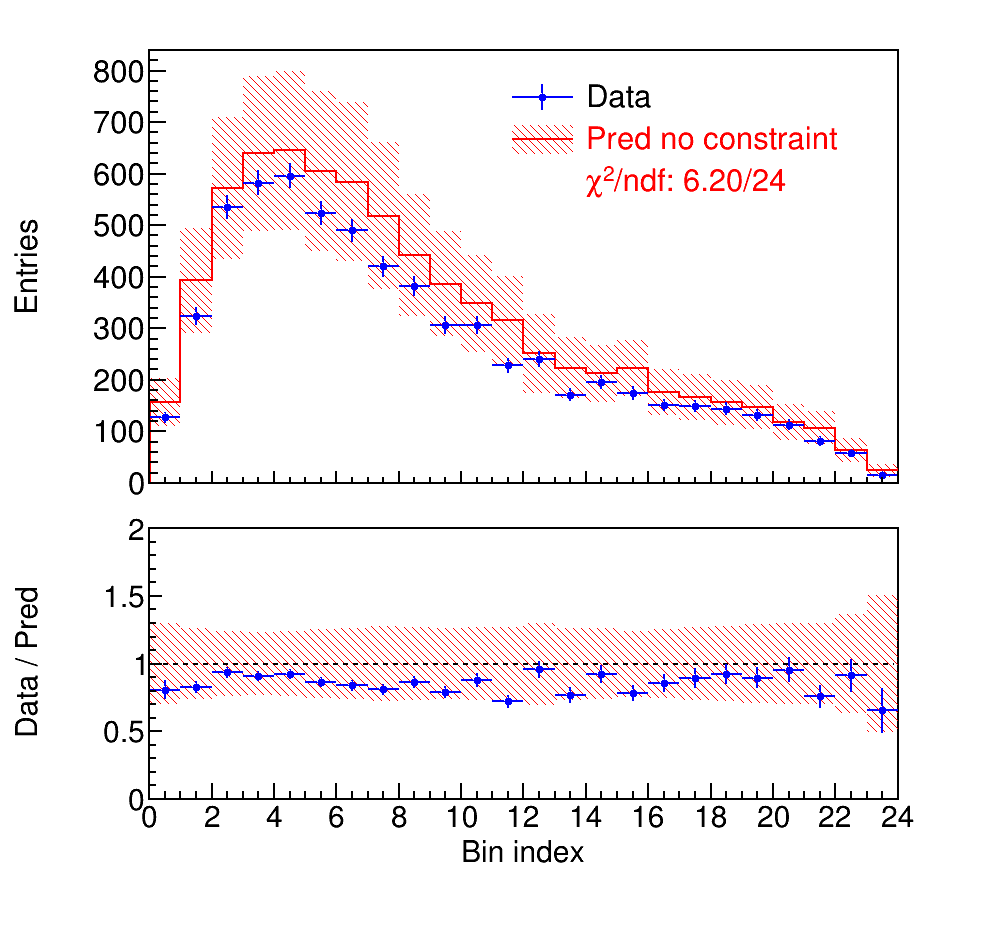 800
700
600
500
400
300
200
100
0
Entries
Data
Pred no constraint
χ²/ndf: 6.20/24
2
1.5
1
0.5
0
Data / Pred
0 2 4 6 8 10 12 14 16 18 20 22 24
Bin index